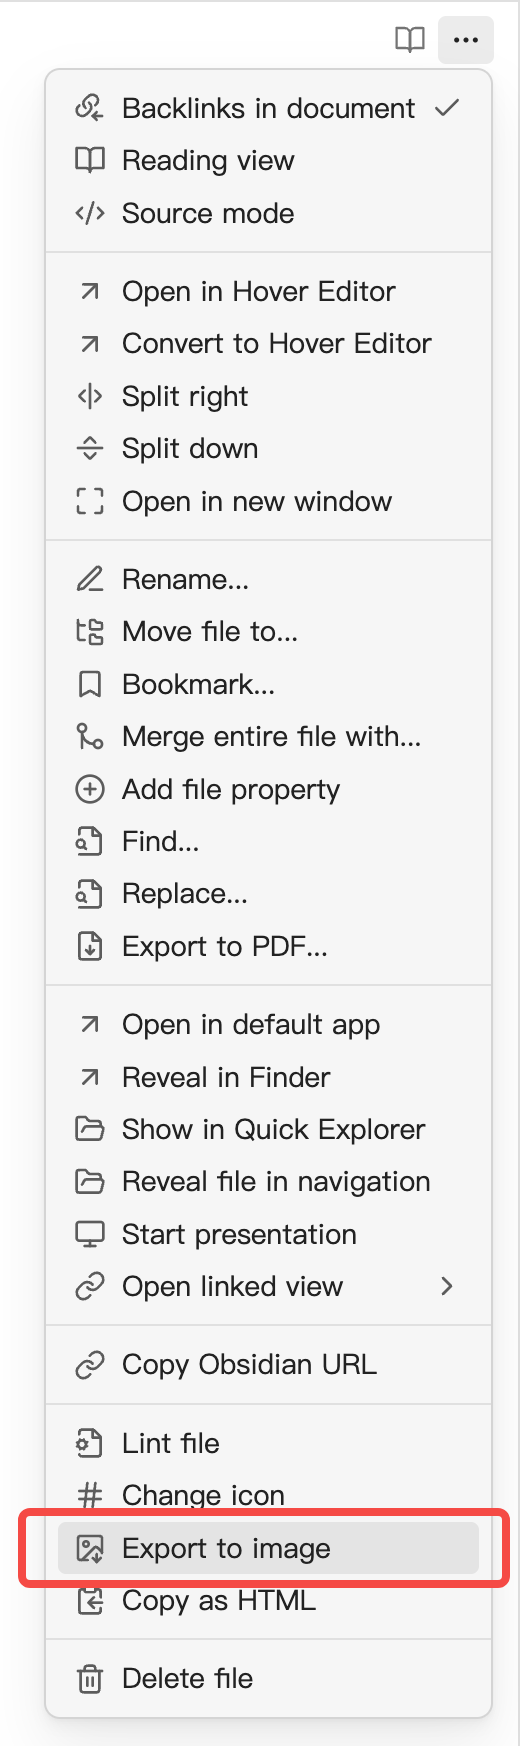 Backlinks in document
Reading view
Source mode
Open in Hover Editor
Convert to Hover Editor
Split right
Split down
Open in new window
Rename...
Move file to...
Bookmark...
Merge entire file with...
Add file property
Find...
Replace...
Export to PDF...
Open in default app
Reveal in Finder
Show in Quick Explorer
Reveal file in navigation
Start presentation
Open linked view
Copy Obsidian URL
Lint file
Change icon
Export to image
Copy as HTML
Delete file